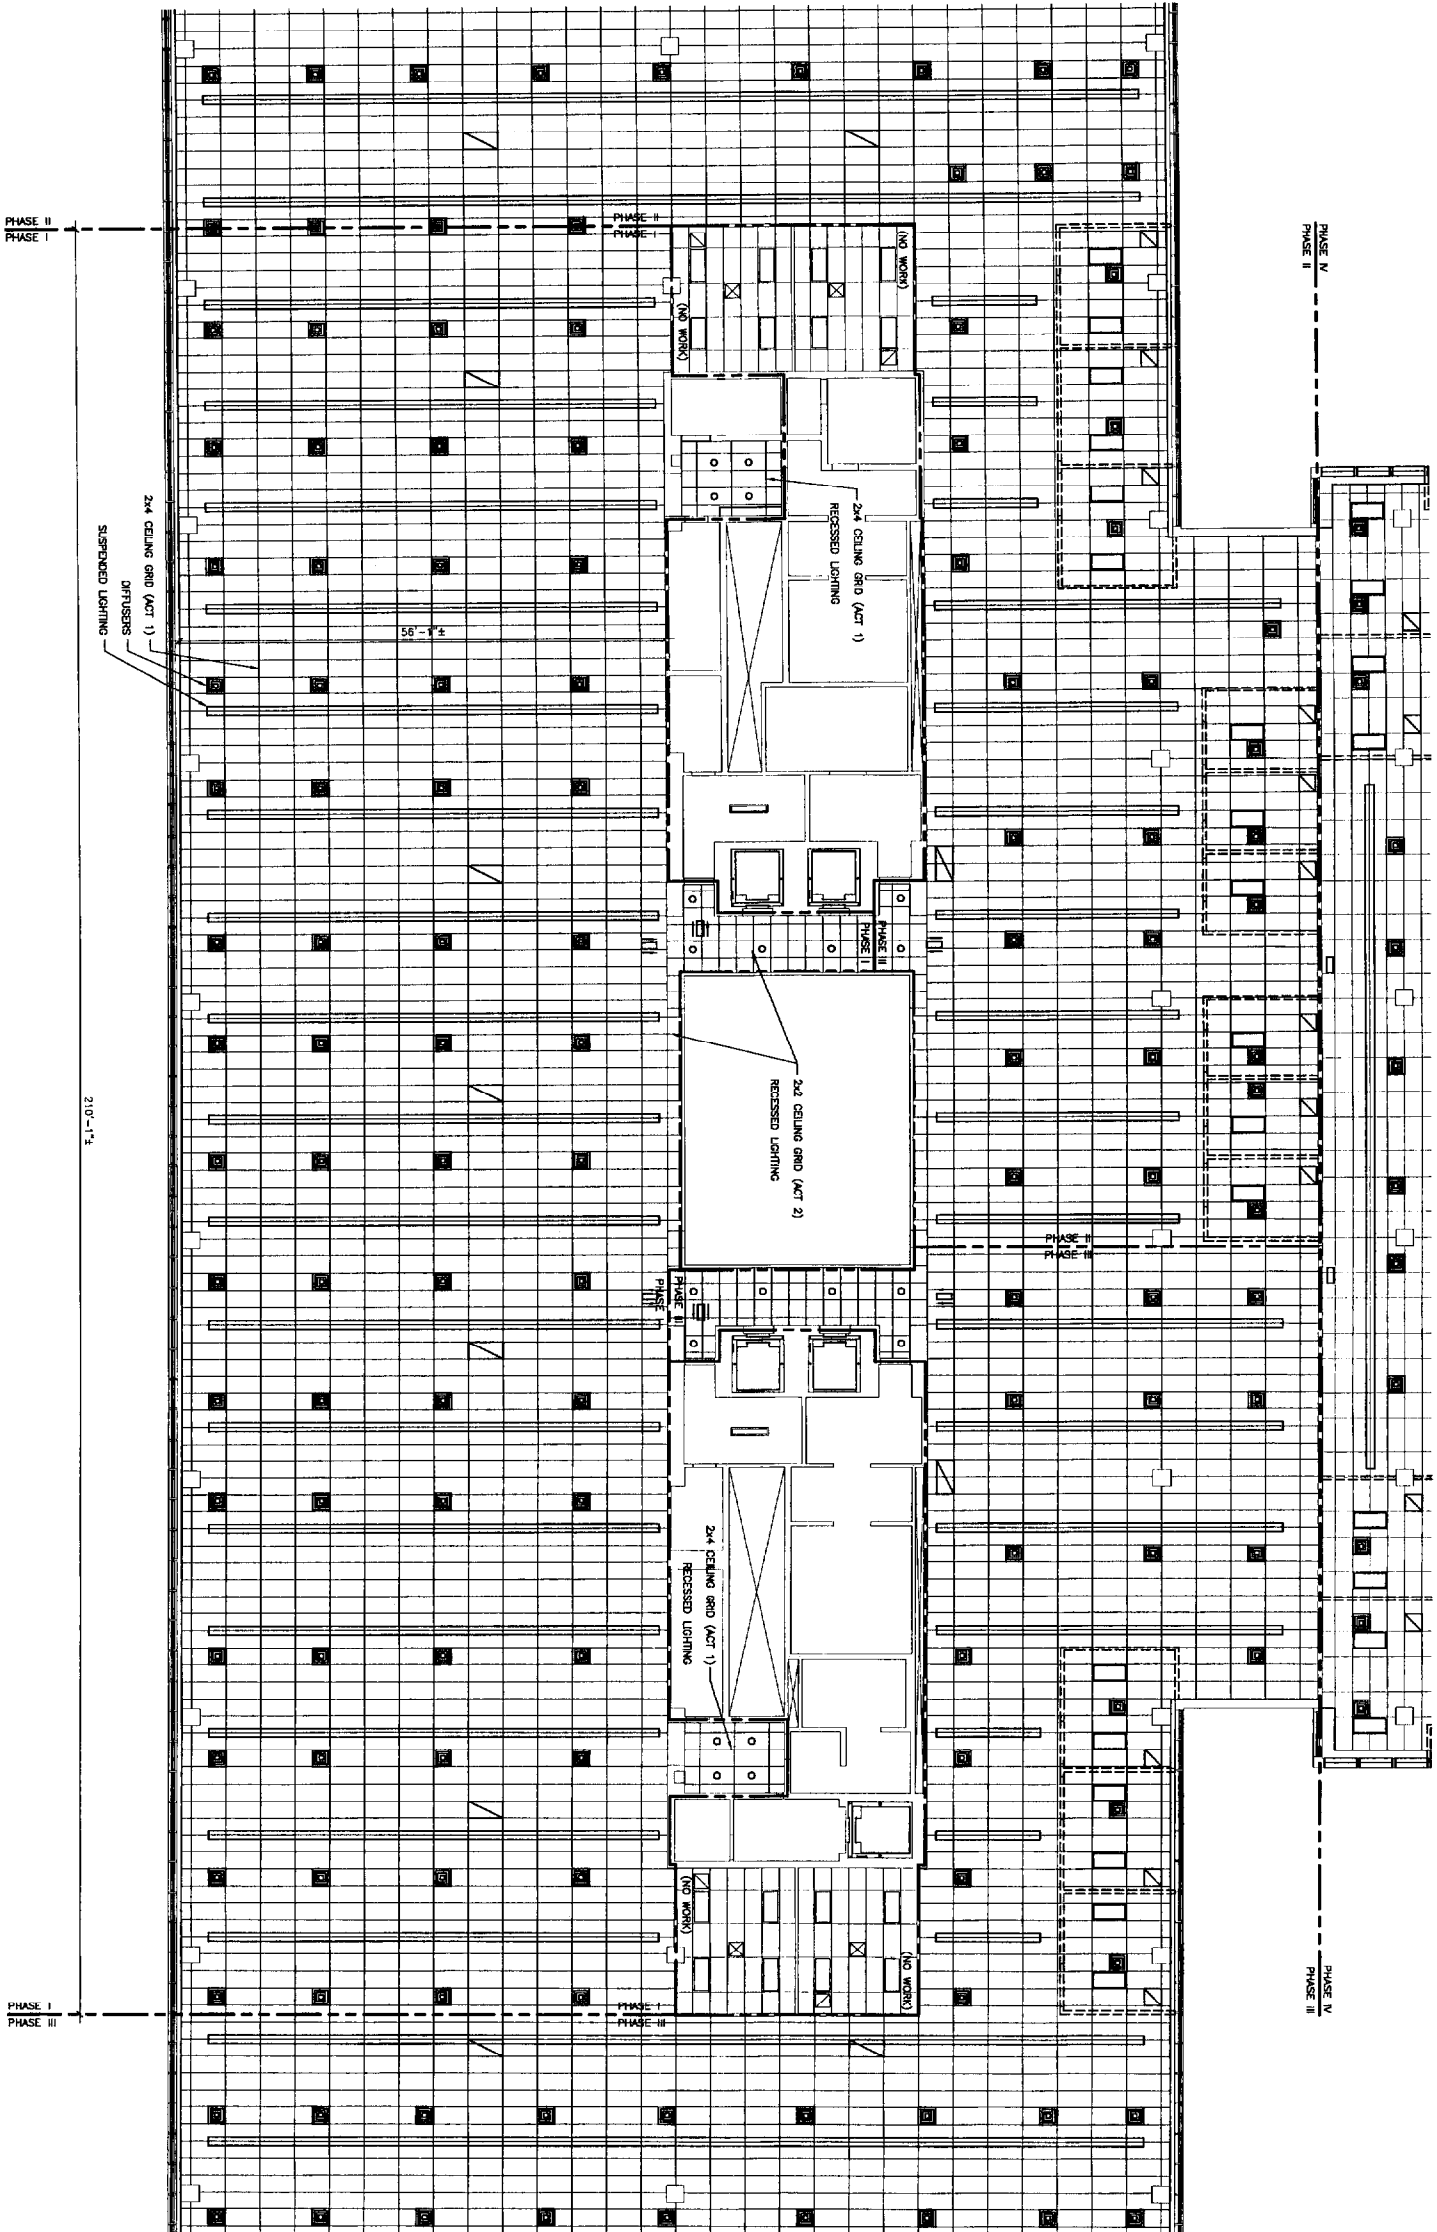 PHASE II
PHASE I
PHASE II
PHASE I
(NO WORK)
(NO WORK)
PHASE IV
PHASE II
2x4 CEILING GRID (ACT 1)
RECESSED LIGHTING
56'-1"±
2x4 CEILING GRID (ACT 1)
DIFFUSERS
SUSPENDED LIGHTING
PHASE III
PHASE I
2x2 CEILING GRID (ACT 2)
RECESSED LIGHTING
210'-1"±
PHASE II
PHASE III
PHASE III
PHASE I
2x4 CEILING GRID (ACT 1)
RECESSED LIGHTING
(NO WORK)
(NO WORK)
PHASE I
PHASE III
PHASE I
PHASE III
PHASE IV
PHASE III